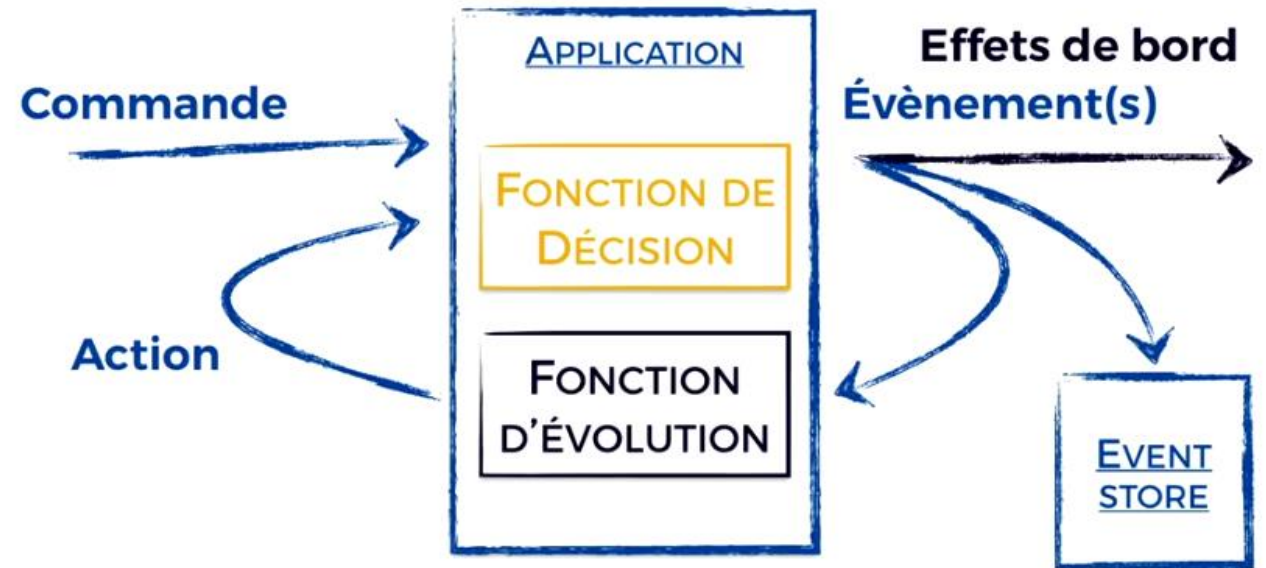 APPLICATION
Effets de bord
Commande
Évènement(s)
FONCTION DE
DÉCISION
Action
FONCTION
D'ÉVOLUTION
EVENT
STORE